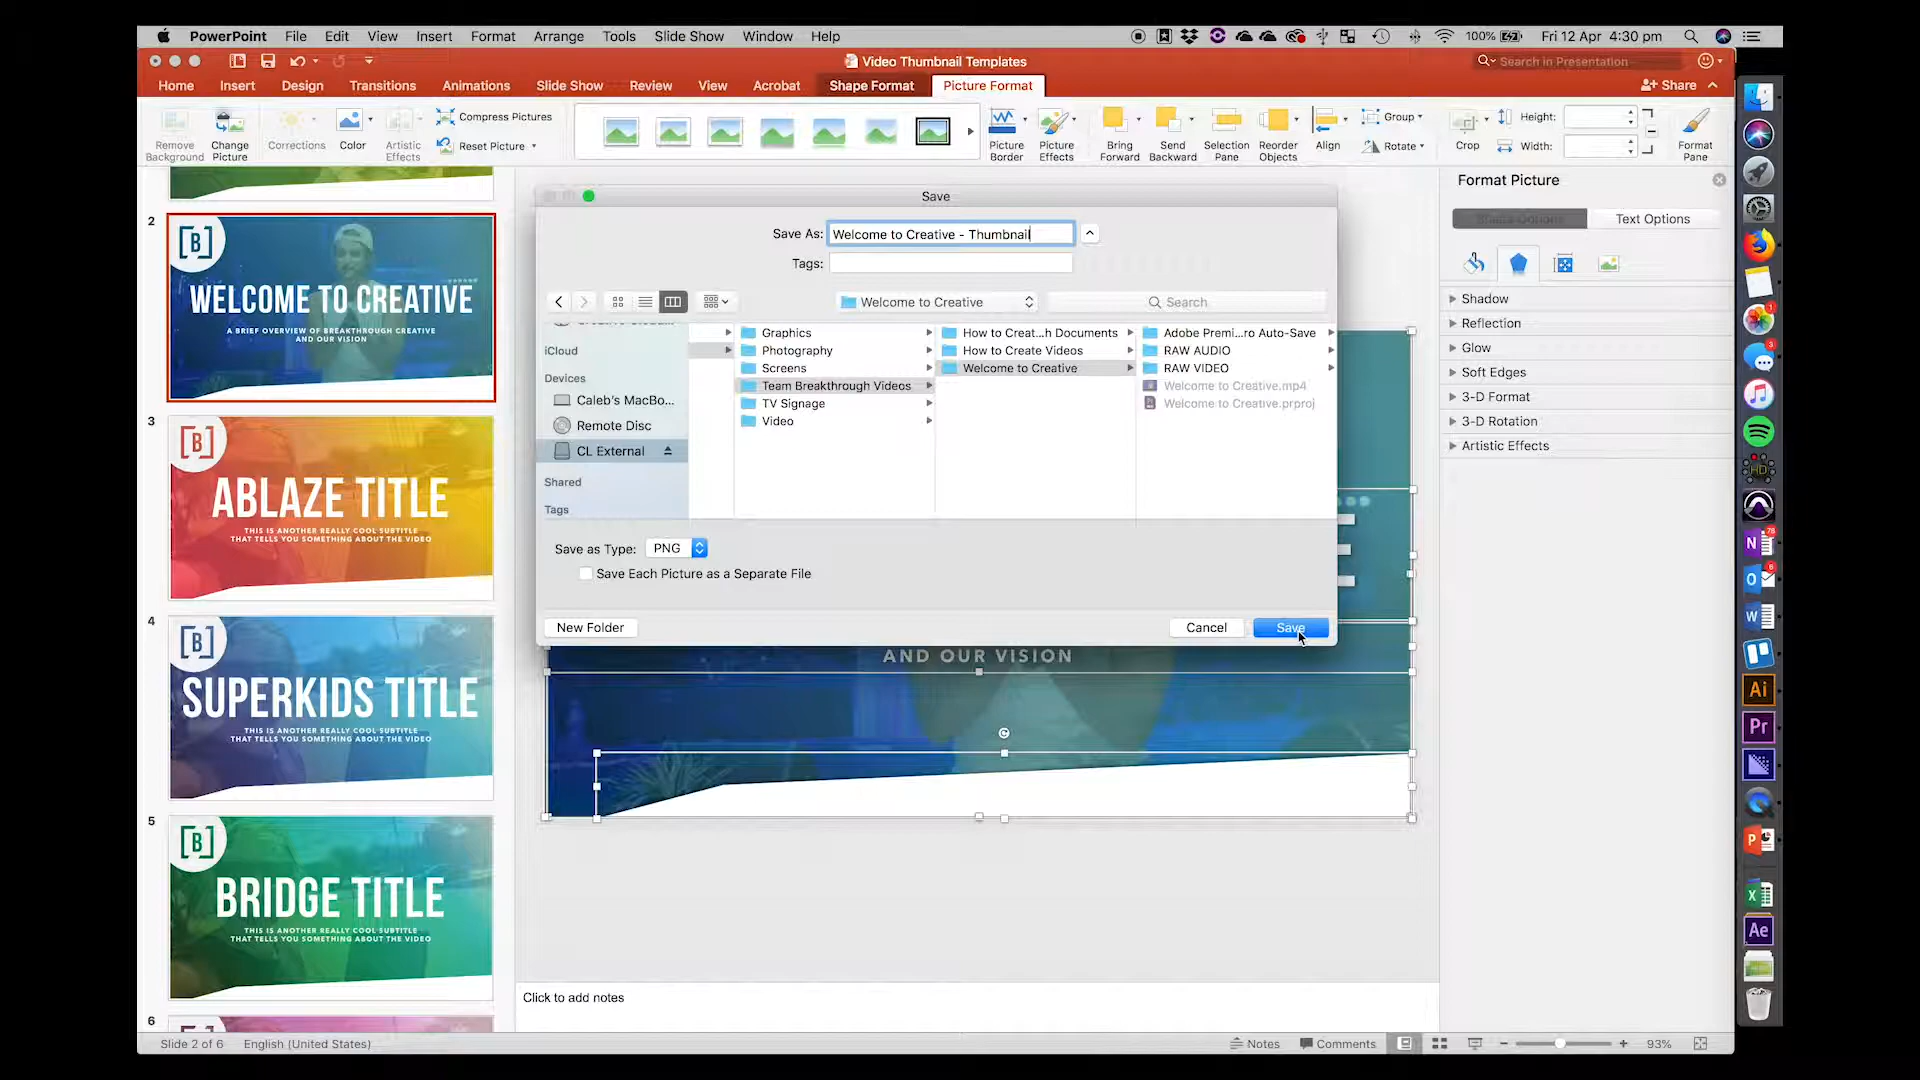 PowerPoint File Edit View Insert Format Arrange Tools Slide Show Window Help
100% Fri 12 Apr 4:30 pm
Video Thumbnail Templates
Search in Presentation
Home Insert Design Transitions Animations Slide Show Review View Acrobat Shape Format Picture Format
Share
Remove Background
Change Picture
Corrections
Color
Artistic Effects
Compress Pictures
Reset Picture
Picture Border
Picture Effects
Bring Forward
Send Backward
Selection Pane
Reorder Objects
Align
Group
Rotate
Crop
Height:
Width:
Format Pane
2
[B]
WELCOME TO CREATIVE
A BRIEF OVERVIEW OF BREAKTHROUGH CREATIVE
AND OUR VISION
3
[B]
ABLAZE TITLE
THIS IS ANOTHER REALLY COOL SUBTITLE
THAT TELLS YOU SOMETHING ABOUT THE VIDEO
4
[B]
SUPERKIDS TITLE
THIS IS ANOTHER REALLY COOL SUBTITLE
THAT TELLS YOU SOMETHING ABOUT THE VIDEO
5
[B]
BRIDGE TITLE
THIS IS ANOTHER REALLY COOL SUBTITLE
THAT TELLS YOU SOMETHING ABOUT THE VIDEO
6
Save
Save As: Welcome to Creative - Thumbnail
Tags:
Welcome to Creative
Search
iCloud
Devices
Caleb's MacBo...
Remote Disc
CL External
Shared
Tags
Graphics
Photography
Screens
Team Breakthrough Videos
TV Signage
Video
How to Creat...h Documents
How to Create Videos
Welcome to Creative
Adobe Premi...ro Auto-Save
RAW AUDIO
RAW VIDEO
Welcome to Creative.mp4
Welcome to Creative.prproj
Save as Type: PNG
Save Each Picture as a Separate File
New Folder
Cancel
Save
AND OUR VISION
Format Picture
Text Options
Shadow
Reflection
Glow
Soft Edges
3-D Format
3-D Rotation
Artistic Effects
Click to add notes
Slide 2 of 6 English (United States)
Notes Comments 93%
1
3
HD
N
78
O
6
W
Ai
Pr
P
X
Ae